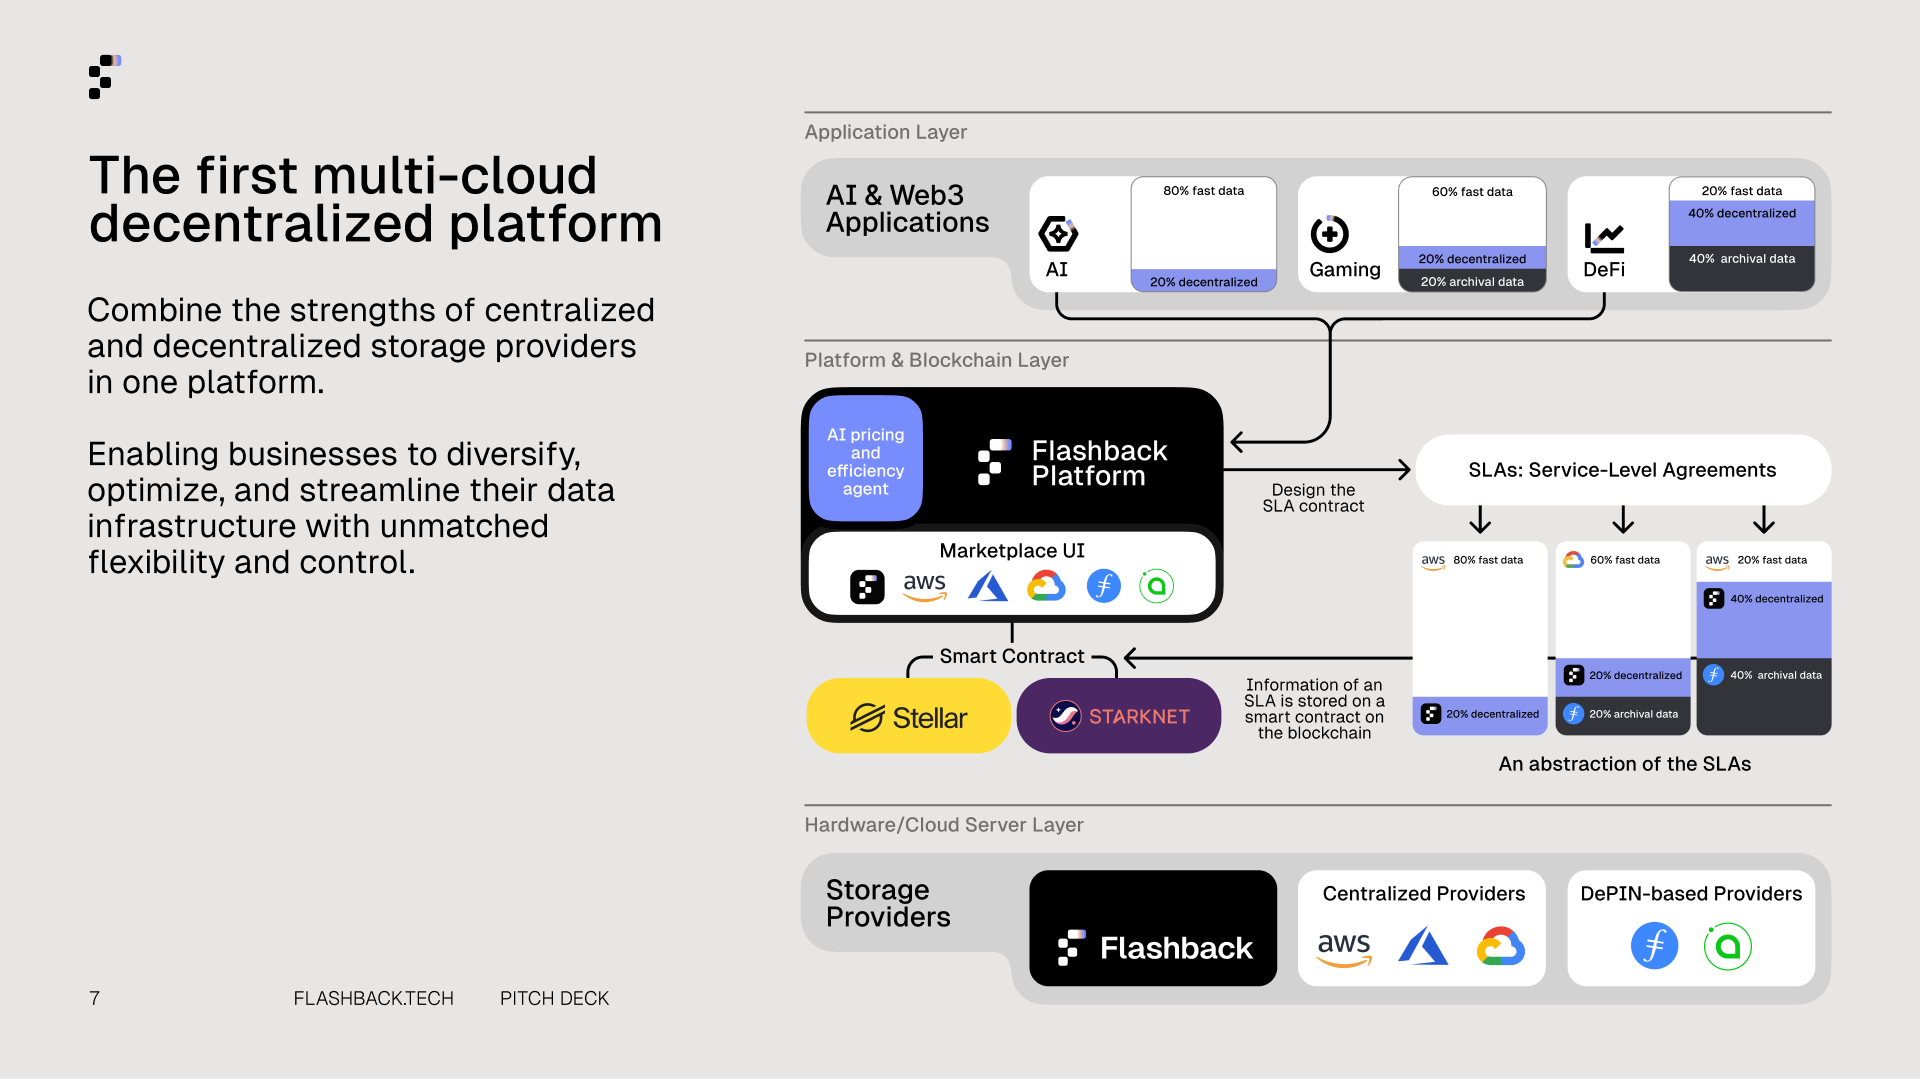 The first multi-cloud
decentralized platform
Combine the strengths of centralized
and decentralized storage providers
in one platform.
Enabling businesses to diversify,
optimize, and streamline their data
infrastructure with unmatched
flexibility and control.
7
FLASHBACK.TECH
PITCH DECK
Application Layer
AI & Web3
Applications
AI
80% fast data
20% decentralized
Gaming
60% fast data
20% decentralized
20% archival data
DeFi
20% fast data
40% decentralized
40% archival data
Platform & Blockchain Layer
AI pricing
and
efficiency
agent
Flashback
Platform
Marketplace UI
aws
Design the
SLA contract
SLAs: Service-Level Agreements
aws 80% fast data
20% decentralized
60% fast data
20% decentralized
20% archival data
aws 20% fast data
40% decentralized
40% archival data
An abstraction of the SLAs
Smart Contract
Stellar
STARKNET
Information of an
SLA is stored on a
smart contract on
the blockchain
Hardware/Cloud Server Layer
Storage
Providers
Flashback
Centralized Providers
aws
DePIN-based Providers